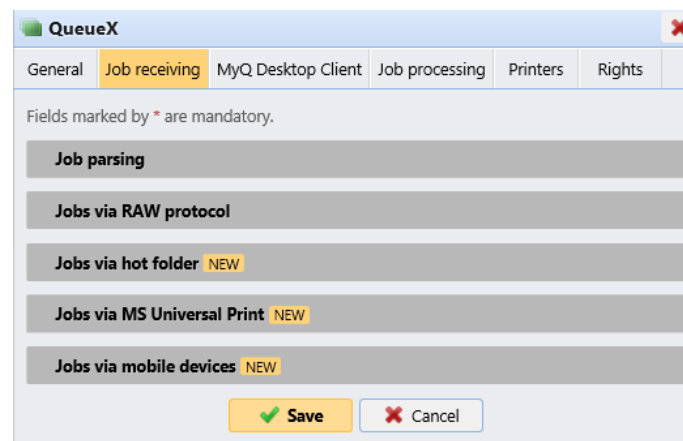 QueueX
General Job receiving MyQ Desktop Client Job processing Printers Rights
Fields marked by * are mandatory.
Job parsing
Jobs via RAW protocol
Jobs via hot folder NEW
Jobs via MS Universal Print NEW
Jobs via mobile devices NEW
Save Cancel